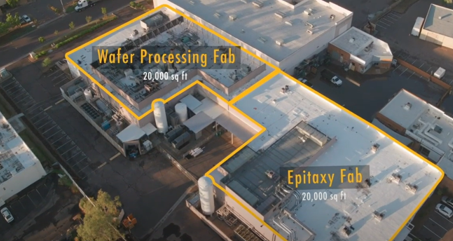 Wafer Processing Fab
20,000 sq ft
Epitaxy Fab
20,000 sq ft